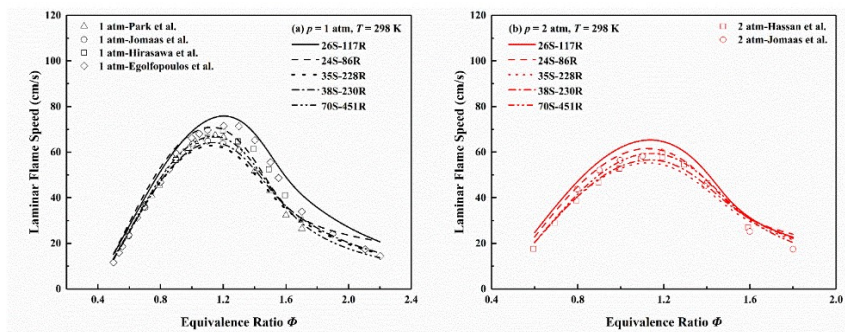 1 atm-Park et al.
1 atm-Jomaas et al.
1 atm-Hirasawa et al.
1 atm-Egolfopoulos et al.
(a) p = 1 atm, T = 298 K
26S-117R
24S-86R
35S-228R
38S-230R
70S-451R
120
100
80
60
40
20
0
Laminar Flame Speed (cm/s)
0.4 0.8 1.2 1.6 2.0 2.4
Equivalence Ratio Φ
(b) p = 2 atm, T = 298 K
26S-117R
24S-86R
35S-228R
38S-230R
70S-451R
2 atm-Hassan et al.
2 atm-Jomaas et al.
120
100
80
60
40
20
0
Laminar Flame Speed (cm/s)
0.4 0.8 1.2 1.6 2.0
Equivalence Ratio Φ